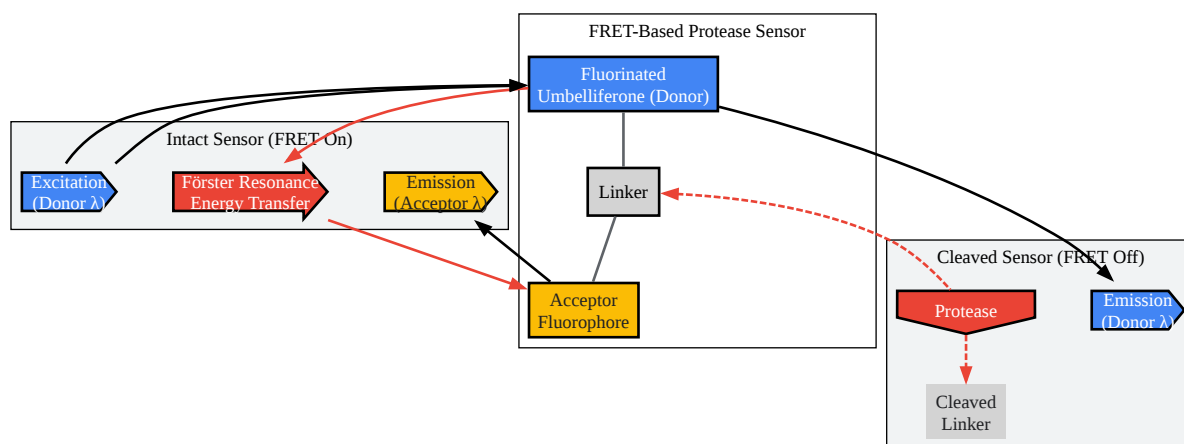 FRET-Based Protease Sensor
Fluorinated
Umbelliferone (Donor)
Intact Sensor (FRET On)
Excitation
(Donor λ)
Förster Resonance
Energy Transfer
Emission
(Acceptor λ)
Linker
Acceptor
Fluorophore
Cleaved Sensor (FRET Off)
Protease
Emission
(Donor λ)
Cleaved
Linker